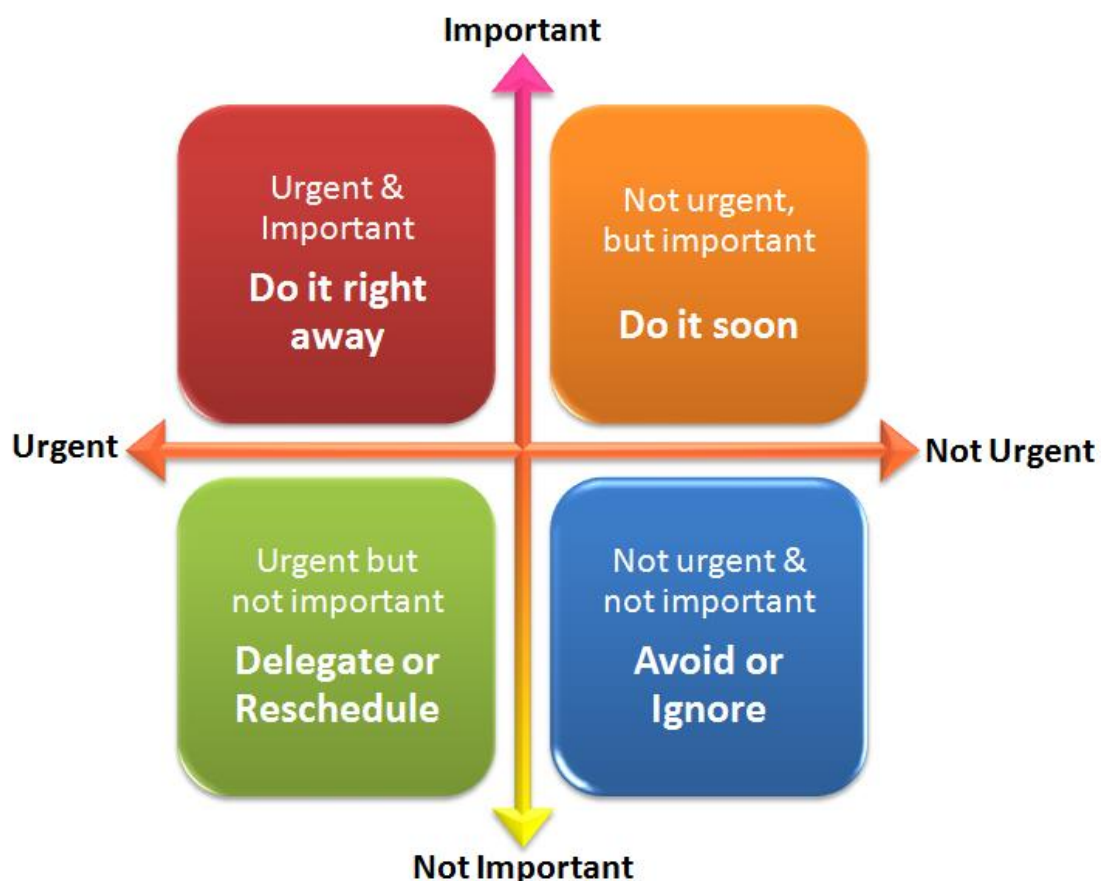 Important
Urgent &
Important
Do it right
away
Not urgent,
but important
Do it soon
Urgent
Not Urgent
Urgent but
not important
Delegate or
Reschedule
Not urgent &
not important
Avoid or
Ignore
Not Important